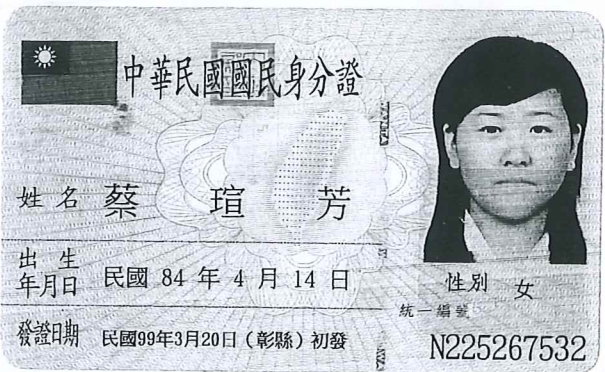 中華民國國民身分證
姓名 蔡瑄芳
出生年月日 民國 84 年 4 月 14 日
性別 女
統一編號
發證日期 民國99年3月20日(彰縣)初發
N225267532